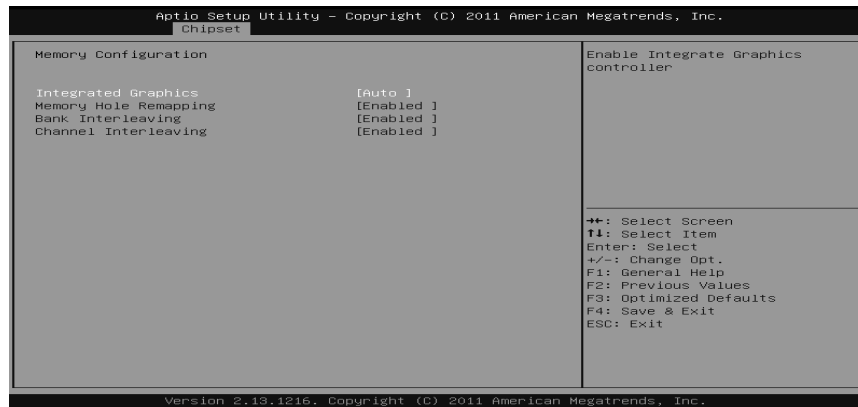 Aptio Setup Utility – Copyright (C) 2011 American Megatrends, Inc.
Chipset
Memory Configuration
Integrated Graphics [Auto ]
Memory Hole Remapping [Enabled ]
Bank Interleaving [Enabled ]
Channel Interleaving [Enabled ]
Enable Integrate Graphics
controller
→←: Select Screen
↑↓: Select Item
Enter: Select
+/-: Change Opt.
F1: General Help
F2: Previous Values
F3: Optimized Defaults
F4: Save & Exit
ESC: Exit
Version 2.13.1216. Copyright (C) 2011 American Megatrends, Inc.